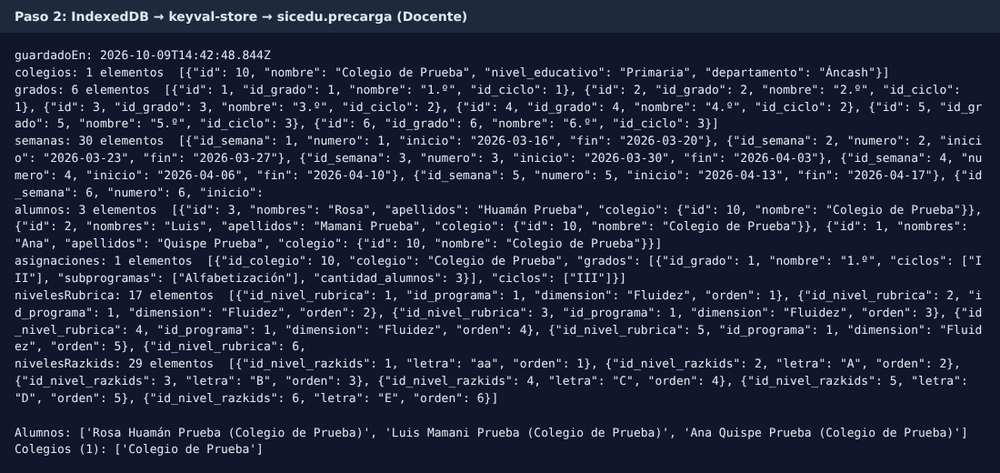 Paso 2: IndexedDB → keyval-store → sicedu.precarga (Docente)
guardadoEn: 2026-10-09T14:42:48.844Z
colegios: 1 elementos  [{"id": 10, "nombre": "Colegio de Prueba", "nivel_educativo": "Primaria", "departamento": "Áncash"}]
grados: 6 elementos  [{"id": 1, "id_grado": 1, "nombre": "1.º", "id_ciclo": 1}, {"id": 2, "id_grado": 2, "nombre": "2.º", "id_ciclo":
1}, {"id": 3, "id_grado": 3, "nombre": "3.º", "id_ciclo": 2}, {"id": 4, "id_grado": 4, "nombre": "4.º", "id_ciclo": 2}, {"id": 5, "id_gr
ado": 5, "nombre": "5.º", "id_ciclo": 3}, {"id": 6, "id_grado": 6, "nombre": "6.º", "id_ciclo": 3}]
semanas: 30 elementos  [{"id_semana": 1, "numero": 1, "inicio": "2026-03-16", "fin": "2026-03-20"}, {"id_semana": 2, "numero": 2, "inici
o": "2026-03-23", "fin": "2026-03-27"}, {"id_semana": 3, "numero": 3, "inicio": "2026-03-30", "fin": "2026-04-03"}, {"id_semana": 4, "nu
mero": 4, "inicio": "2026-04-06", "fin": "2026-04-10"}, {"id_semana": 5, "numero": 5, "inicio": "2026-04-13", "fin": "2026-04-17"}, {"id
_semana": 6, "numero": 6, "inicio":
alumnos: 3 elementos  [{"id": 3, "nombres": "Rosa", "apellidos": "Huamán Prueba", "colegio": {"id": 10, "nombre": "Colegio de Prueba"}},
{"id": 2, "nombres": "Luis", "apellidos": "Mamani Prueba", "colegio": {"id": 10, "nombre": "Colegio de Prueba"}}, {"id": 1, "nombres":
"Ana", "apellidos": "Quispe Prueba", "colegio": {"id": 10, "nombre": "Colegio de Prueba"}}]
asignaciones: 1 elementos  [{"id_colegio": 10, "colegio": "Colegio de Prueba", "grados": [{"id_grado": 1, "nombre": "1.º", "ciclos": ["I
II"], "subprogramas": ["Alfabetización"], "cantidad_alumnos": 3}], "ciclos": ["III"]}]
nivelesRubrica: 17 elementos  [{"id_nivel_rubrica": 1, "id_programa": 1, "dimension": "Fluidez", "orden": 1}, {"id_nivel_rubrica": 2, "i
d_programa": 1, "dimension": "Fluidez", "orden": 2}, {"id_nivel_rubrica": 3, "id_programa": 1, "dimension": "Fluidez", "orden": 3}, {"id
_nivel_rubrica": 4, "id_programa": 1, "dimension": "Fluidez", "orden": 4}, {"id_nivel_rubrica": 5, "id_programa": 1, "dimension": "Fluid
ez", "orden": 5}, {"id_nivel_rubrica": 6,
nivelesRazkids: 29 elementos  [{"id_nivel_razkids": 1, "letra": "aa", "orden": 1}, {"id_nivel_razkids": 2, "letra": "A", "orden": 2},
{"id_nivel_razkids": 3, "letra": "B", "orden": 3}, {"id_nivel_razkids": 4, "letra": "C", "orden": 4}, {"id_nivel_razkids": 5, "letra":
"D", "orden": 5}, {"id_nivel_razkids": 6, "letra": "E", "orden": 6}]
Alumnos: ['Rosa Huamán Prueba (Colegio de Prueba)', 'Luis Mamani Prueba (Colegio de Prueba)', 'Ana Quispe Prueba (Colegio de Prueba)']
Colegios (1): ['Colegio de Prueba']